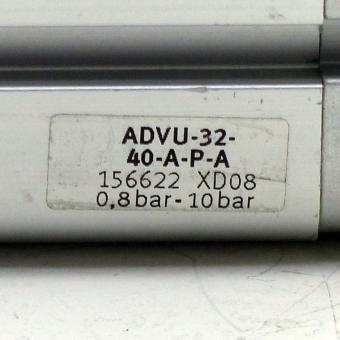 ADVU-32-
40-A-P-A
156622 XD08
0,8bar-10bar